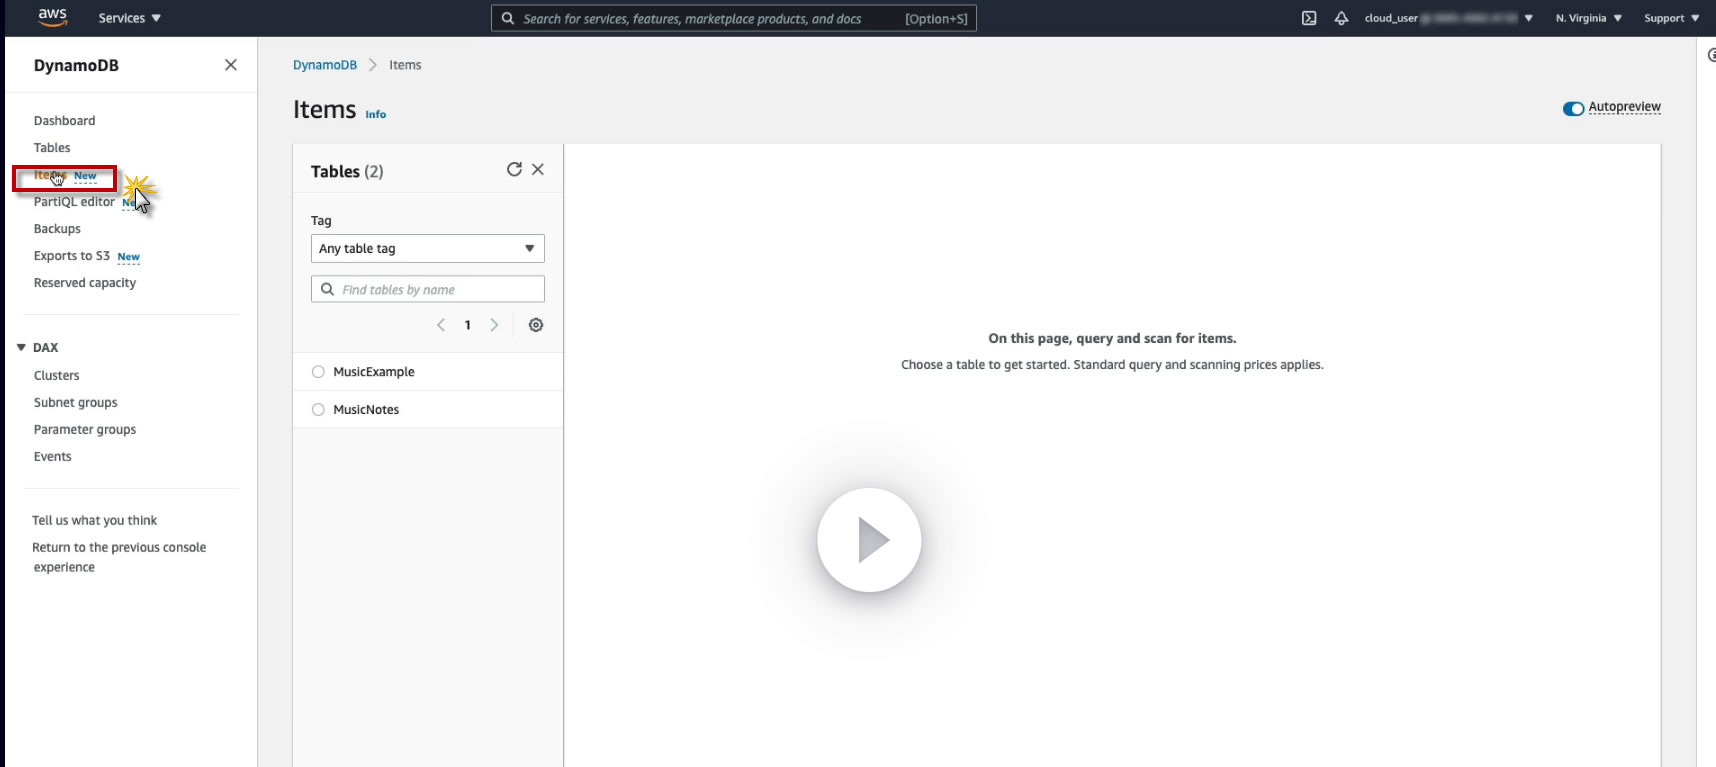 aws
Services ▼
Search for services, features, marketplace products, and docs [Option+S]
cloud_user
N. Virginia ▼
Support ▼
DynamoDB
Dashboard
Tables
Items New
PartiQL editor
Backups
Exports to S3 New
Reserved capacity
▼ DAX
Clusters
Subnet groups
Parameter groups
Events
Tell us what you think
Return to the previous console
experience
DynamoDB > Items
Items Info
Autopreview
Tables (2)
Tag
Any table tag
Find tables by name
1
MusicExample
MusicNotes
On this page, query and scan for items.
Choose a table to get started. Standard query and scanning prices applies.